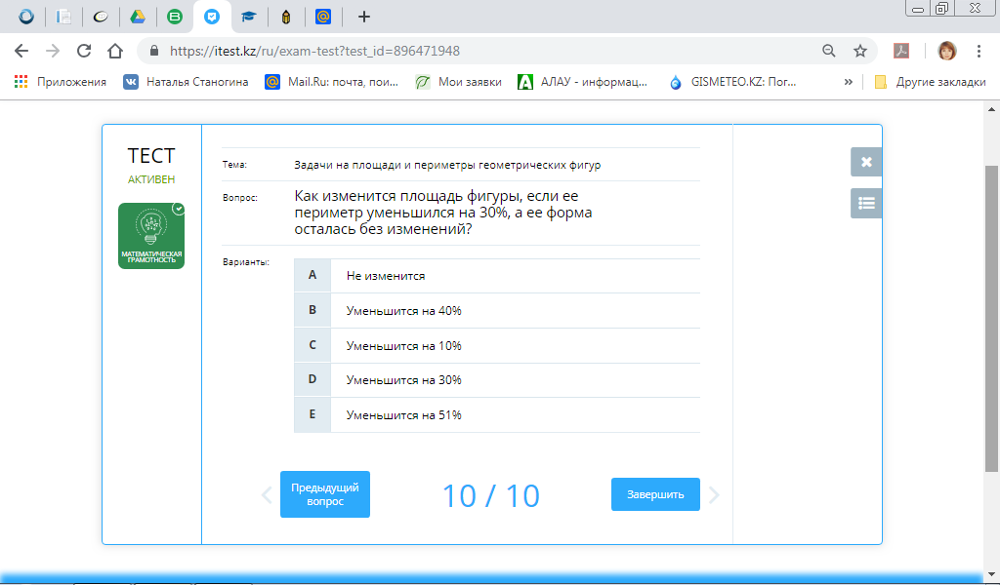 https://itest.kz/ru/exam-test?test_id=896471948
Приложения
Наталья Станогина
Mail.Ru: почта, пои...
Мои заявки
АЛАУ - информац...
GISMETEO.KZ: Пог...
»
Другие закладки
ТЕСТ
АКТИВЕН
МАТЕМАТИЧЕСКАЯ
ГРАМОТНОСТЬ
Тема:
Задачи на площади и периметры геометрических фигур
Вопрос:
Как изменится площадь фигуры, если ее
периметр уменьшился на 30%, а ее форма
осталась без изменений?
Варианты:
A Не изменится
B Уменьшится на 40%
C Уменьшится на 10%
D Уменьшится на 30%
E Уменьшится на 51%
Предыдущий
вопрос
10 / 10
Завершить